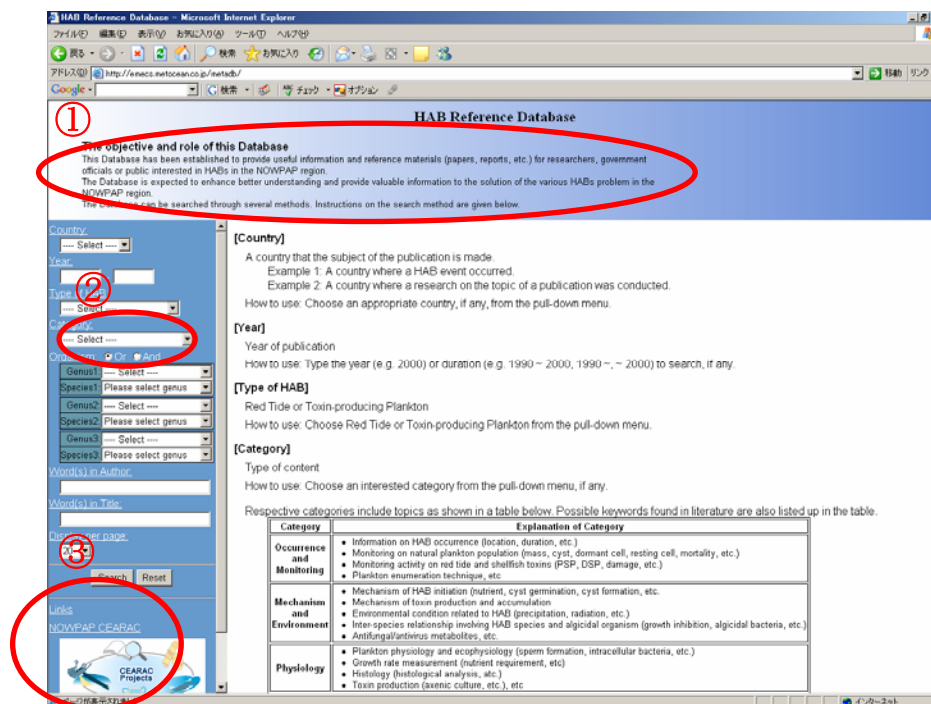 HAB Reference Database - Microsoft Internet Explorer
ファイル(F) 編集(E) 表示(V) お気に入り(A) ツール(T) ヘルプ(H)
戻る 検索 お気に入り
アドレス(D) http://emecs.metocean.co.jp/metadb/ 移動 リンク
Google 検索 チェック オプション
HAB Reference Database
①
The objective and role of this Database
This Database has been established to provide useful information and reference materials (papers, reports, etc.) for researchers, government
officials or public interested in HABs in the NOWPAP region.
The Database is expected to enhance better understanding and provide valuable information to the solution of the various HABs problem in the
NOWPAP region.
The Database can be searched through several methods. Instructions on the search method are given below.
Country:
---- Select ----
Year:
②
Type of HAB
---- Select ----
Category:
---- Select ----
Organism: Or And
Genus1: ---- Select ----
Species1: Please select genus
Genus2: ---- Select ----
Species2: Please select genus
Genus3: ---- Select ----
Species3: Please select genus
Word(s) in Author:
Word(s) in Title:
Display per page:
20
③
Search Reset
Links
NOWPAP CEARAC
CEARAC
Projects
[Country]
A country that the subject of the publication is made.
Example 1: A country where a HAB event occurred.
Example 2: A country where a research on the topic of a publication was conducted.
How to use: Choose an appropriate country, if any, from the pull-down menu.
[Year]
Year of publication
How to use: Type the year (e.g. 2000) or duration (e.g. 1990 ~ 2000, 1990 ~, ~ 2000) to search, if any.
[Type of HAB]
Red Tide or Toxin-producing Plankton
How to use: Choose Red Tide or Toxin-producing Plankton from the pull-down menu.
[Category]
Type of content
How to use: Choose an interested category from the pull-down menu, if any.
Respective categories include topics as shown in a table below. Possible keywords found in literature are also listed up in the table.
Category Explanation of Category
Occurrence
and
Monitoring
• Information on HAB occurrence (location, duration, etc.)
• Monitoring on natural plankton population (mass, cyst, dormant cell, resting cell, mortality, etc.)
• Monitoring activity on red tide and shellfish toxins (PSP, DSP, damage, etc.)
• Plankton enumeration technique, etc
Mechanism
and
Environment
• Mechanism of HAB initiation (nutrient, cyst germination, cyst formation, etc.
• Mechanism of toxin production and accumulation
• Environmental condition related to HAB (precipitation, radiation, etc.)
• Inter-species relationship involving HAB species and algicidal organism (growth inhibition, algicidal bacteria, etc.)
• Antifungal/antivirus metabolites, etc.
Physiology
• Plankton physiology and ecophysiology (sperm formation, intracellular bacteria, etc.)
• Growth rate measurement (nutrient requirement, etc)
• Histology (histological analysis, atc.)
• Toxin production (axenic culture, etc.), etc
ページが表示されました
インターネット